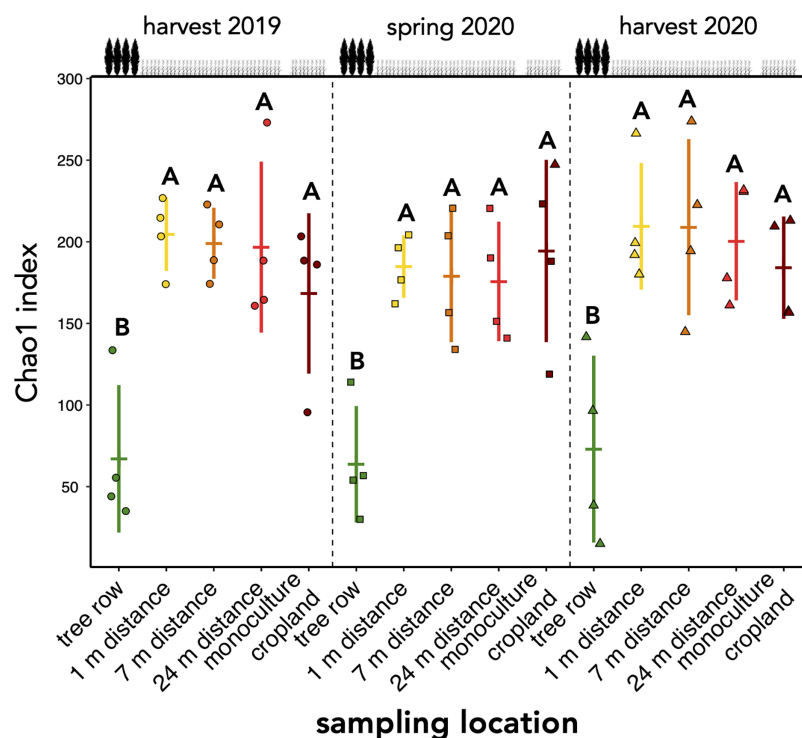 harvest 2019
spring 2020
harvest 2020
Chao1 index
300
250
200
150
100
50
B
A
A
A
A
B
A
A
A
A
B
A
A
A
A
tree row
1 m distance
7 m distance
24 m distance
monoculture
cropland
tree row
1 m distance
7 m distance
24 m distance
monoculture
cropland
tree row
1 m distance
7 m distance
24 m distance
monoculture
cropland
sampling location